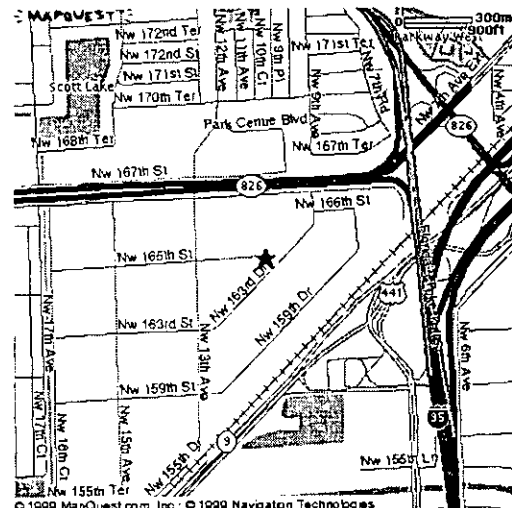 MAPQUEST
300m
900ft
Nw 172nd Ter
Nw 172nd St
Nw 171st St
Nw 170th Ter
Scott Lake
Nw 12th Ave
Nw 11th Ave
Nw 10th Ct
Nw 9th Pl
Nw 171st Ter
Nw 9th Ave
Nw 7th Rd
Parkway
826
Nw 4th Ave
Park Centre Blvd
Nw 168th Ter
Nw 167th Ter
Nw 167th St
826
Nw 166th St
Nw 165th St
Nw 163rd Dr
441
Nw 159th Dr
Nw 163rd St
Nw 17th Ave
Nw 13th Ave
Nw 6th Ave
Nw 159th St
95
Nw 17th Ct
Nw 16th Ct
Nw 15th Ave
9
Nw 155th Dr
Nw 156th Ln
Nw 155th Ter
© 1999 MapQuest.com, Inc.; © 1999 Navigation Technologies